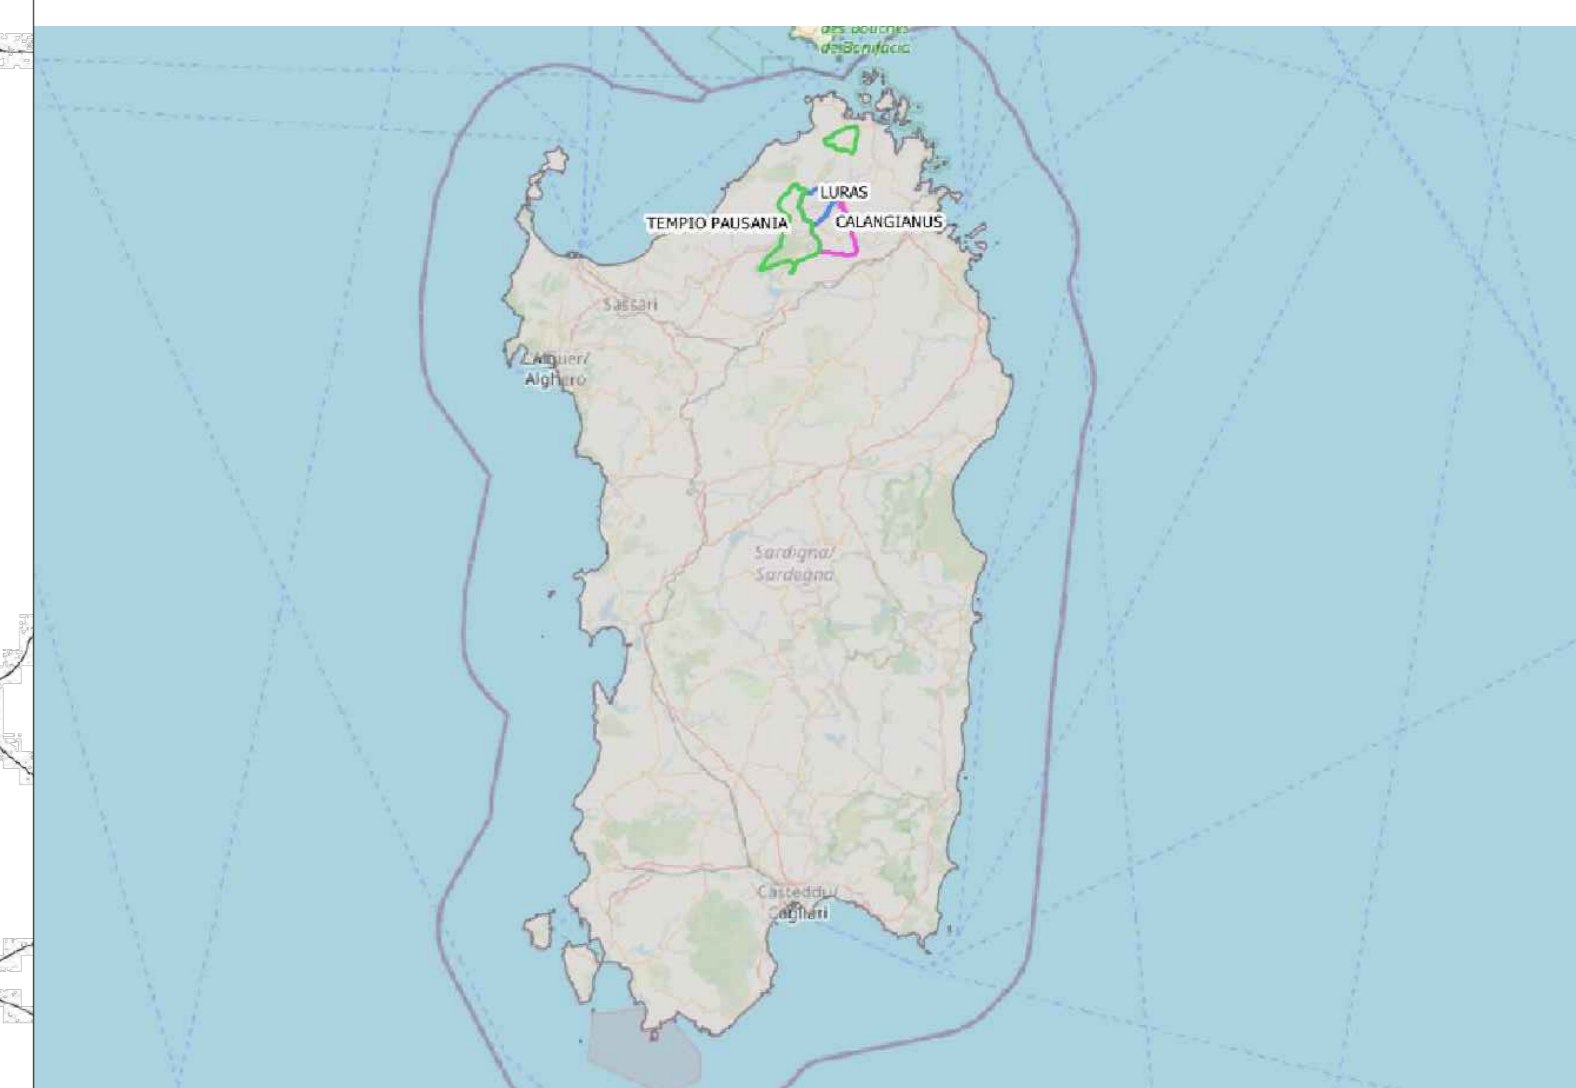 des Bouches
de Bonifacio
LURAS
TEMPIO PAUSANIA
CALANGIANUS
Sassari
L'Alguer/
Alghero
Sardigna/
Sardegna
Casteddu/
Cagliari